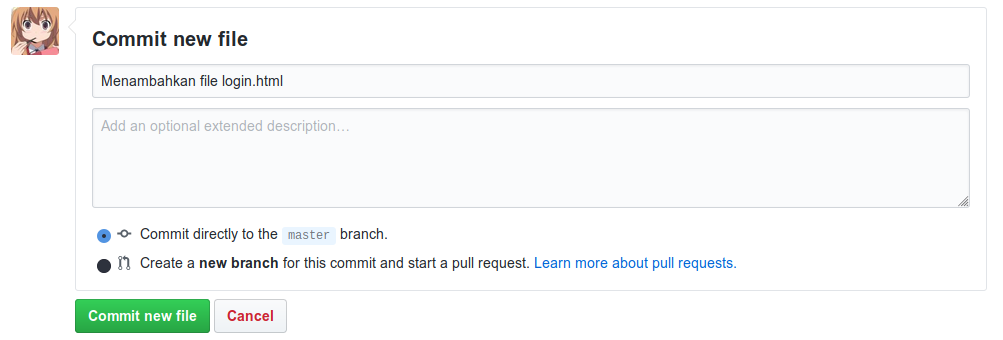 Commit new file
Menambahkan file login.html
Add an optional extended description…
Commit directly to the master branch.
Create a new branch for this commit and start a pull request. Learn more about pull requests.
Commit new file Cancel